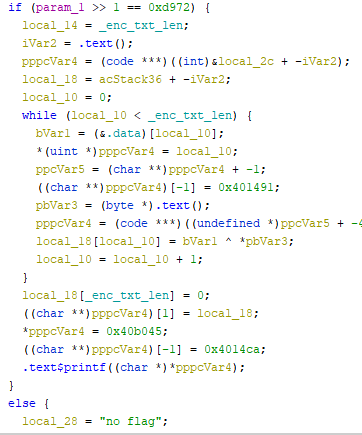 if (param_1 >> 1 == 0xd972) {
local_14 = _enc_txt_len;
iVar2 = .text();
pppcVar4 = (code ***)((int)&local_2c + -iVar2);
local_18 = acStack36 + -iVar2;
local_10 = 0;
while (local_10 < _enc_txt_len) {
bVar1 = (&.data)[local_10];
*(uint *)pppcVar4 = local_10;
ppcVar5 = (char **)pppcVar4 + -1;
((char **)pppcVar4)[-1] = 0x401491;
pbVar3 = (byte *).text();
pppcVar4 = (code ***)((undefined *)ppcVar5 + -4
local_18[local_10] = bVar1 ^ *pbVar3;
local_10 = local_10 + 1;
}
local_18[_enc_txt_len] = 0;
((char **)pppcVar4)[1] = local_18;
*pppcVar4 = 0x40b045;
((char **)pppcVar4)[-1] = 0x4014ca;
.text$printf((char *)*pppcVar4);
}
else {
local_28 = "no flag";